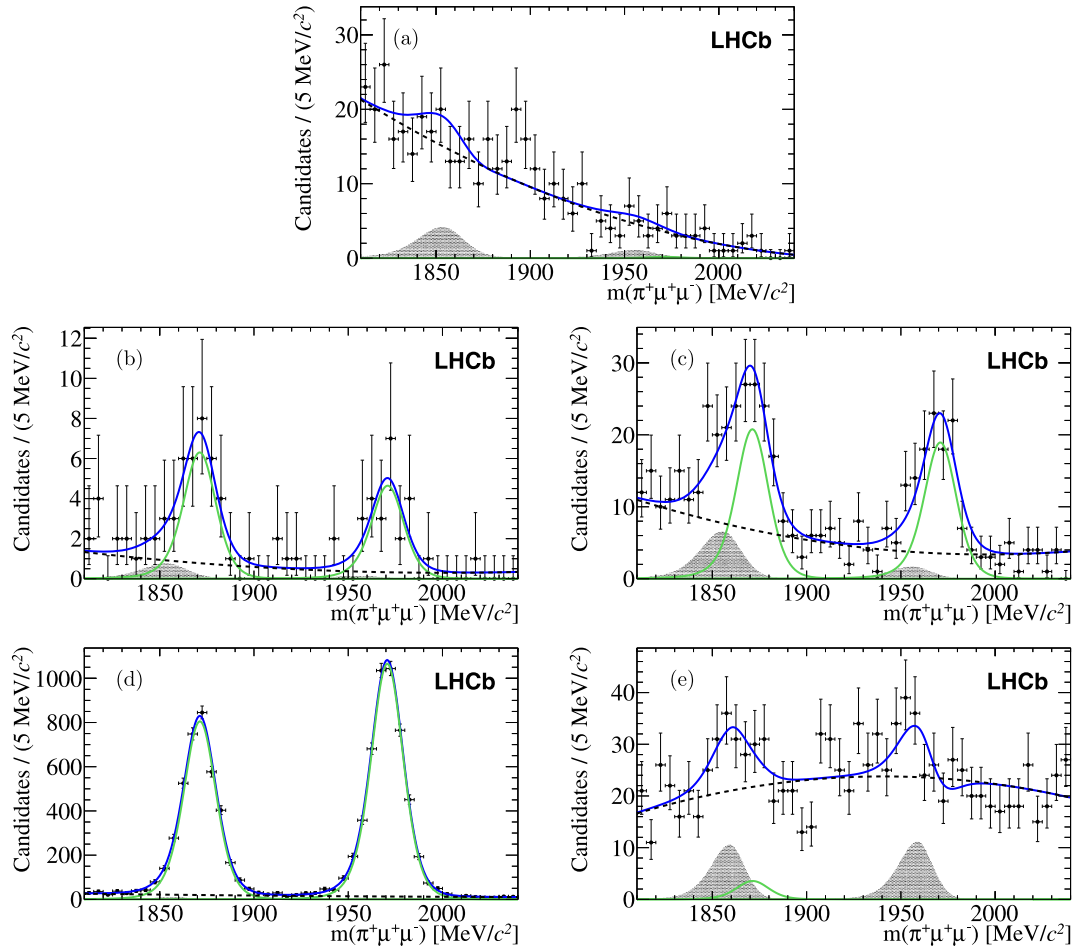 (a)
LHCb
Candidates / (5 MeV/c²)
30
20
10
0
1850 1900 1950 2000
m(π⁺μ⁺μ⁻) [MeV/c²]
(b)
LHCb
Candidates / (5 MeV/c²)
12
10
8
6
4
2
0
1850 1900 1950 2000
m(π⁺μ⁺μ⁻) [MeV/c²]
(c)
LHCb
Candidates / (5 MeV/c²)
30
20
10
0
1850 1900 1950 2000
m(π⁺μ⁺μ⁻) [MeV/c²]
(d)
LHCb
Candidates / (5 MeV/c²)
1000
800
600
400
200
0
1850 1900 1950 2000
m(π⁺μ⁺μ⁻) [MeV/c²]
(e)
LHCb
Candidates / (5 MeV/c²)
40
30
20
10
0
1850 1900 1950 2000
m(π⁺μ⁺μ⁻) [MeV/c²]